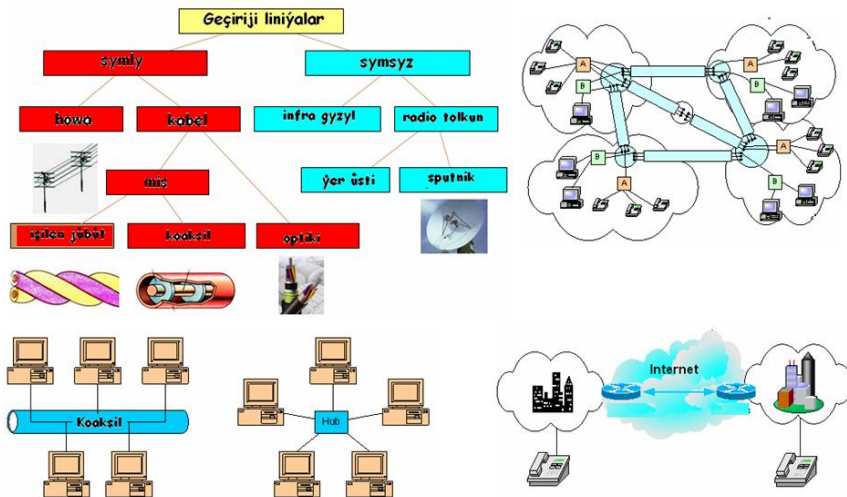 Geçiriji liniýalar
symly
symsyz
howa
kabel
infra gyzyl
radio tolkun
mis
ýer üsti
sputnik
işilen jübüt
koaksil
optiki
A
B
A
B
B
A
A
B
Koaksil
Hub
Internet